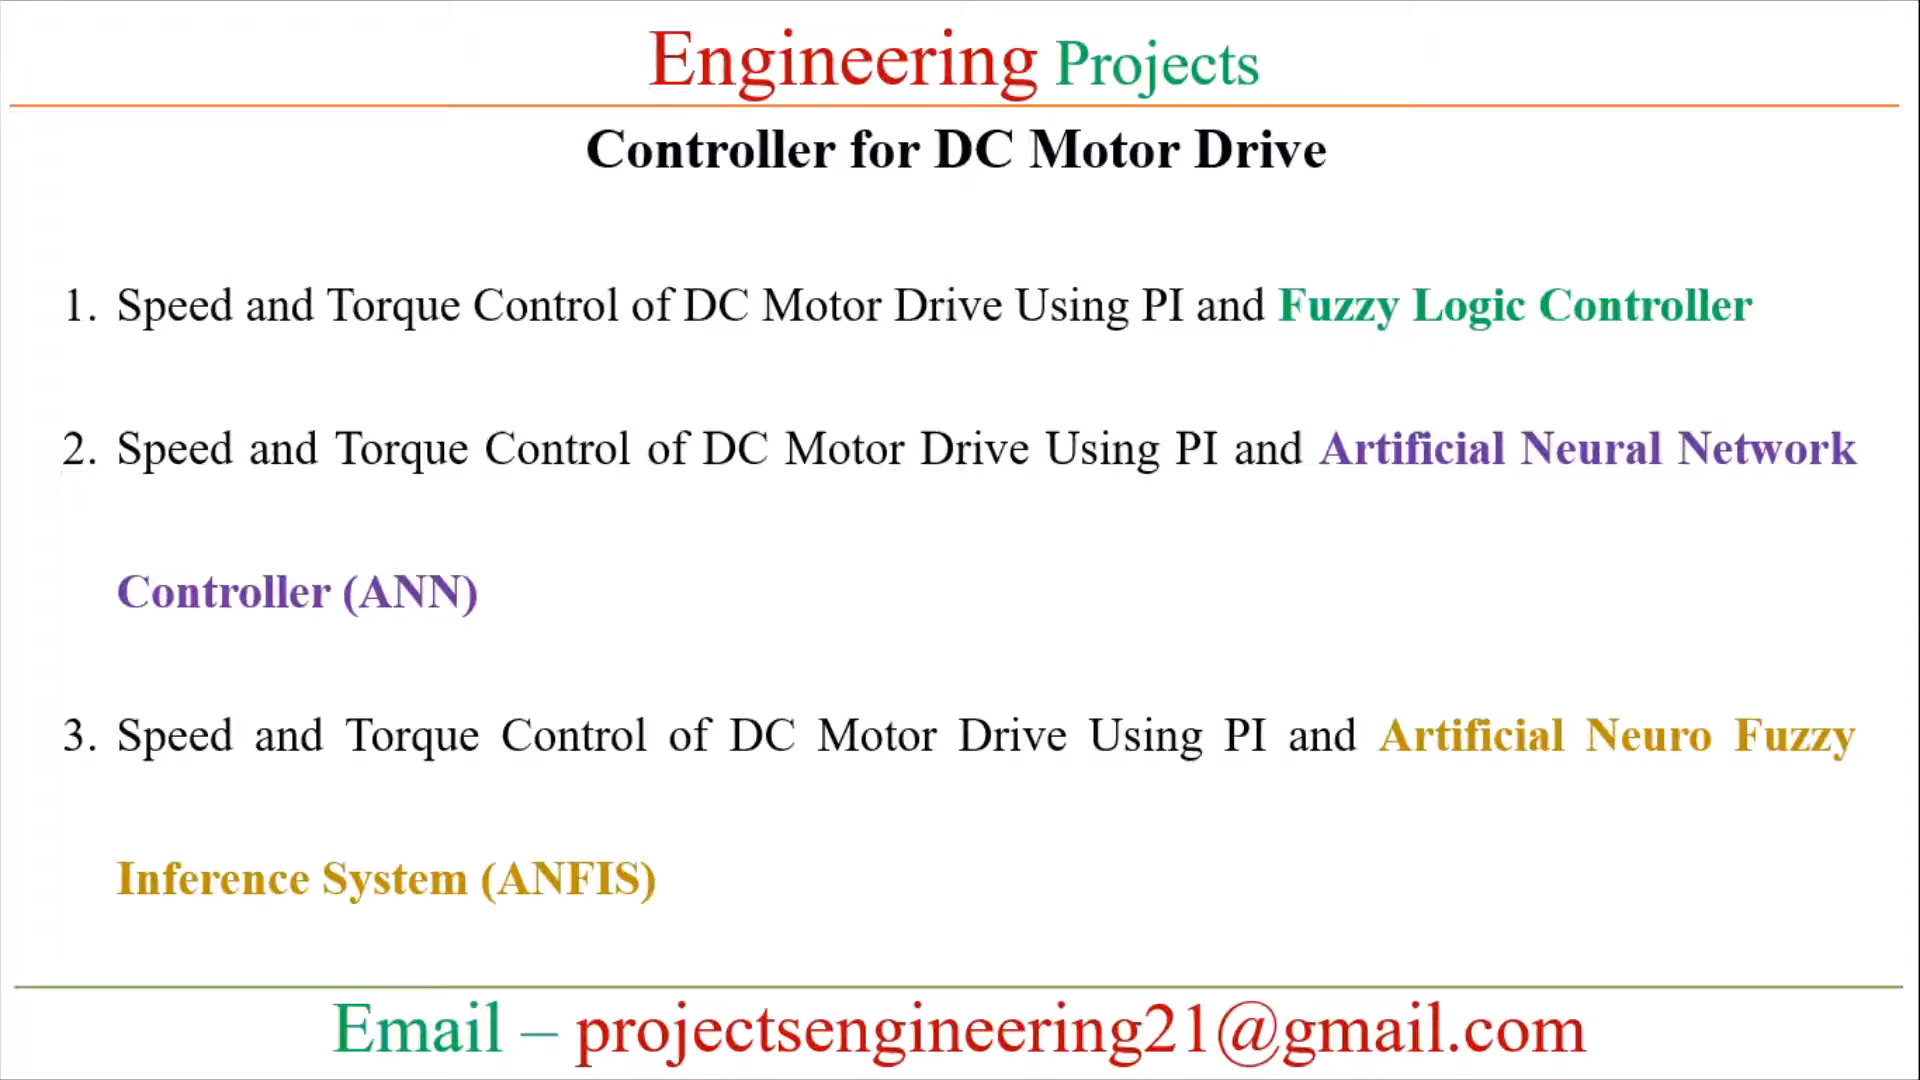 Engineering Projects
Controller for DC Motor Drive
1. Speed and Torque Control of DC Motor Drive Using PI and Fuzzy Logic Controller
2. Speed and Torque Control of DC Motor Drive Using PI and Artificial Neural Network
Controller (ANN)
3. Speed and Torque Control of DC Motor Drive Using PI and Artificial Neuro Fuzzy
Inference System (ANFIS)
Email – projectsengineering21@gmail.com